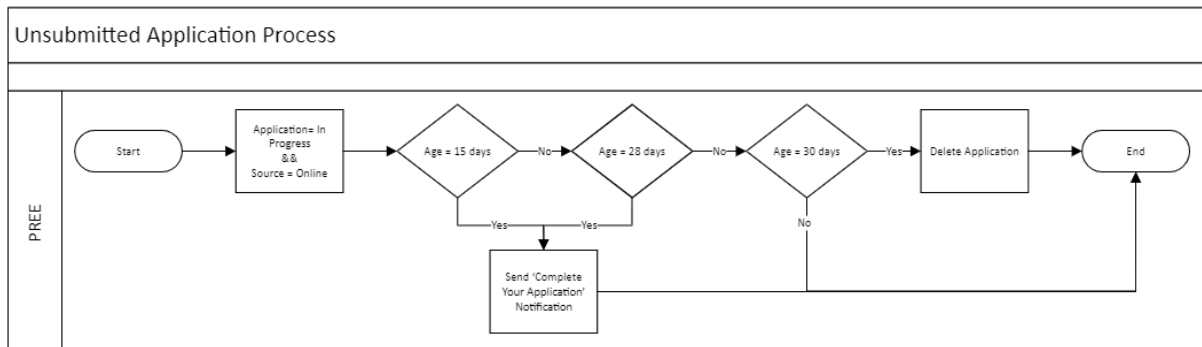 Unsubmitted Application Process
PREE
Start
Application= In
Progress
&&
Source = Online
Age = 15 days
No
Age = 28 days
No
Age = 30 days
Yes
Delete Application
End
Yes
Yes
No
Send ‘Complete
Your Application’
Notification